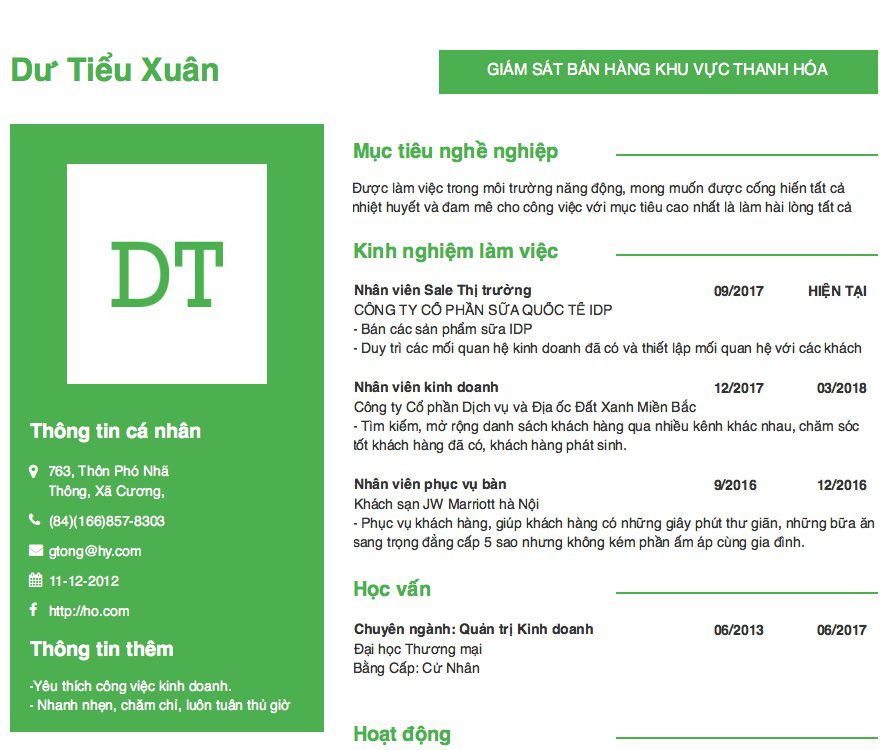 Dư Tiểu Xuân
GIÁM SÁT BÁN HÀNG KHU VỰC THANH HÓA
DT
Thông tin cá nhân
763, Thôn Phó Nhã
Thông, Xã Cương,
(84)(166)857-8303
gtong@hy.com
11-12-2012
http://ho.com
Thông tin thêm
-Yêu thích công việc kinh doanh.
- Nhanh nhẹn, chăm chỉ, luôn tuân thủ giờ
Mục tiêu nghề nghiệp
Được làm việc trong môi trường năng động, mong muốn được cống hiến tất cả
nhiệt huyết và đam mê cho công việc với mục tiêu cao nhất là làm hài lòng tất cả
Kinh nghiệm làm việc
Nhân viên Sale Thị trường 09/2017 HIỆN TẠI
CÔNG TY CỔ PHẦN SỮA QUỐC TẾ IDP
- Bán các sản phẩm sữa IDP
- Duy trì các mối quan hệ kinh doanh đã có và thiết lập mối quan hệ với các khách
Nhân viên kinh doanh 12/2017 03/2018
Công ty Cổ phần Dịch vụ và Địa ốc Đất Xanh Miền Bắc
- Tìm kiếm, mở rộng danh sách khách hàng qua nhiều kênh khác nhau, chăm sóc
tốt khách hàng đã có, khách hàng phát sinh.
Nhân viên phục vụ bàn 9/2016 12/2016
Khách sạn JW Marriott hà Nội
- Phục vụ khách hàng, giúp khách hàng có những giây phút thư giãn, những bữa ăn
sang trọng đẳng cấp 5 sao nhưng không kém phần ấm áp cùng gia đình.
Học vấn
Chuyên ngành: Quản trị Kinh doanh 06/2013 06/2017
Đại học Thương mại
Bằng Cấp: Cử Nhân
Hoạt động